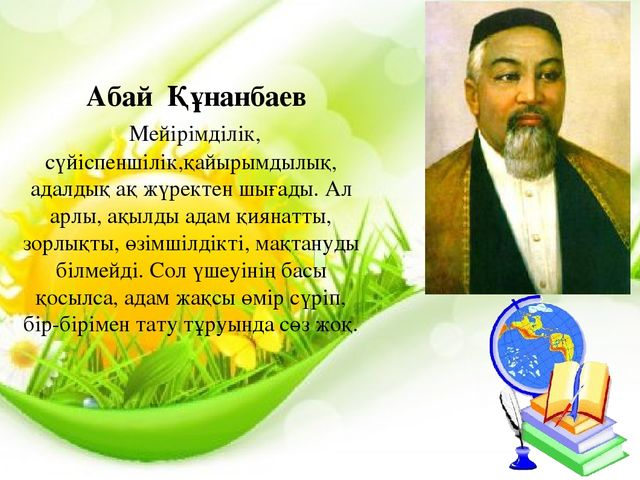 Абай Құнанбаев
Мейірімділік,
сүйіспеншілік,қайырымдылық,
адалдық ақ жүректен шығады. Ал
арлы, ақылды адам қиянатты,
зорлықты, өзімшілдікті, мақтануды
білмейді. Сол үшеуінің басы
қосылса, адам жақсы өмір сүріп,
бір-бірімен тату тұруында сөз жоқ.